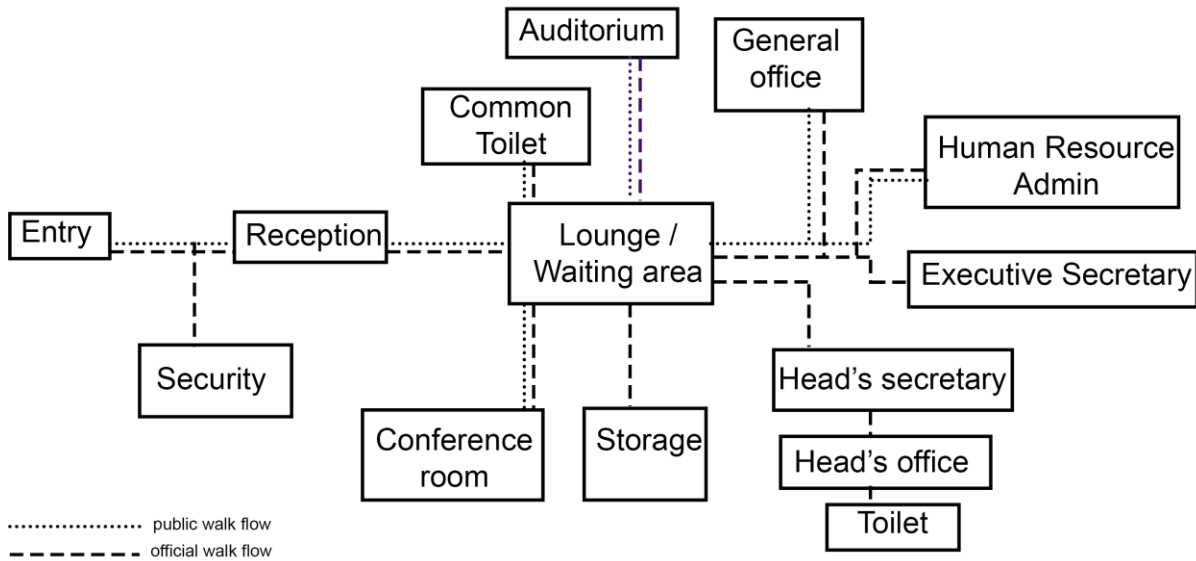 Auditorium
General
office
Common
Toilet
Human Resource
Admin
Entry
Reception
Lounge /
Waiting area
Executive Secretary
Security
Head's secretary
Conference
room
Storage
Head's office
Toilet
public walk flow
official walk flow